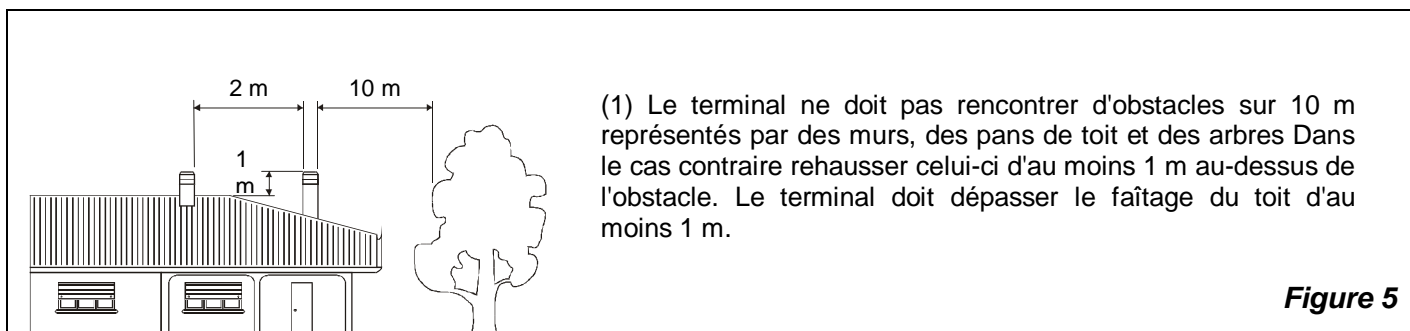 2 m
10 m
1
m
(1) Le terminal ne doit pas rencontrer d'obstacles sur 10 m
représentés par des murs, des pans de toit et des arbres Dans
le cas contraire rehausser celui-ci d'au moins 1 m au-dessus de
l'obstacle. Le terminal doit dépasser le faîtage du toit d'au
moins 1 m.
Figure 5